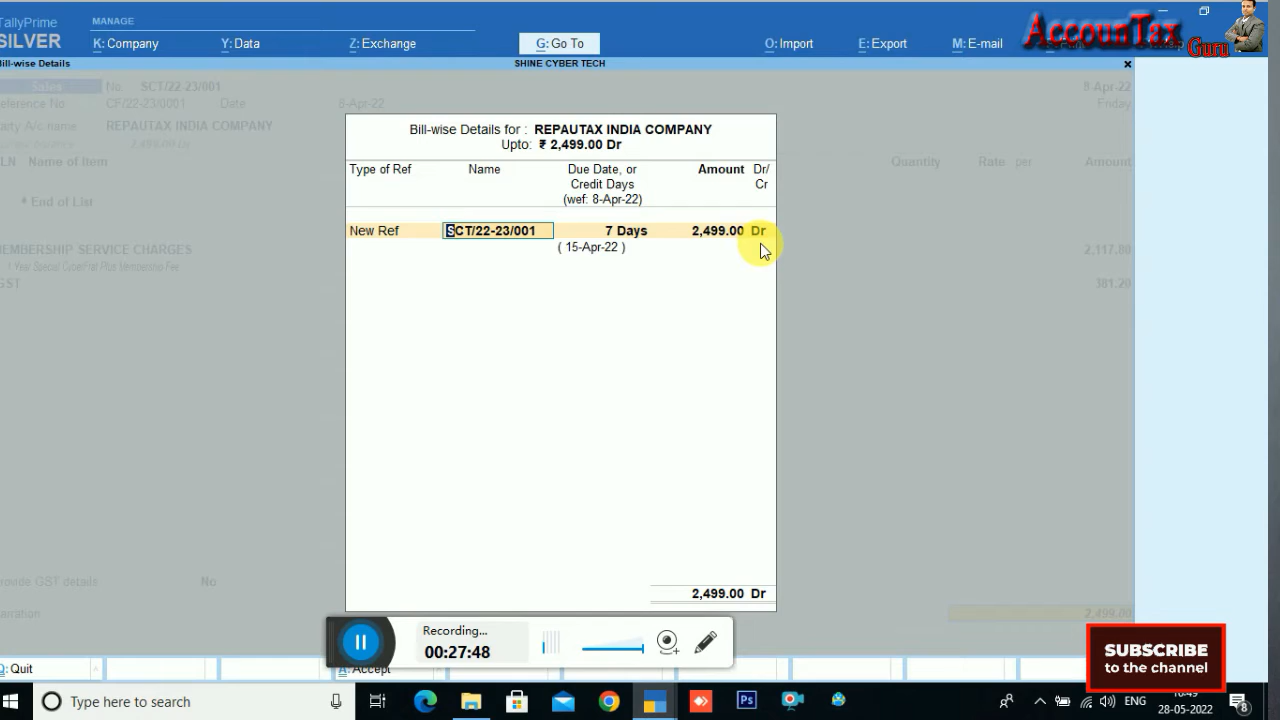 TallyPrime
MANAGE
SILVER
K: Company
Y: Data
Z: Exchange
G: Go To
O: Import
E: Export
M: E-mail
AccounTax
Guru
Bill-wise Details
SHINE CYBER TECH
Sales
No
SCT/22-23/001
8-Apr-22
Reference No
CF/22-23/0001
Date
8-Apr-22
Friday
Party A/c name
REPAUTAX INDIA COMPANY
2,499.00 Dr
Name of Item
Quantity
Rate per
Amount
End of List
MEMBERSHIP SERVICE CHARGES
2,117.80
GST
381.20
Bill-wise Details for : REPAUTAX INDIA COMPANY
Upto: ₹ 2,499.00 Dr
Type of Ref
Name
Due Date, or
Credit Days
(wef: 8-Apr-22)
Amount
Dr/
Cr
New Ref
SCT/22-23/001
7 Days
2,499.00 Dr
( 15-Apr-22 )
2,499.00 Dr
Provide GST details
No
Narration
2,499.00
Recording...
00:27:48
SUBSCRIBE
to the channel
Q: Quit
A: Accept
Type here to search
Ps
ENG
16:49
28-05-2022
8